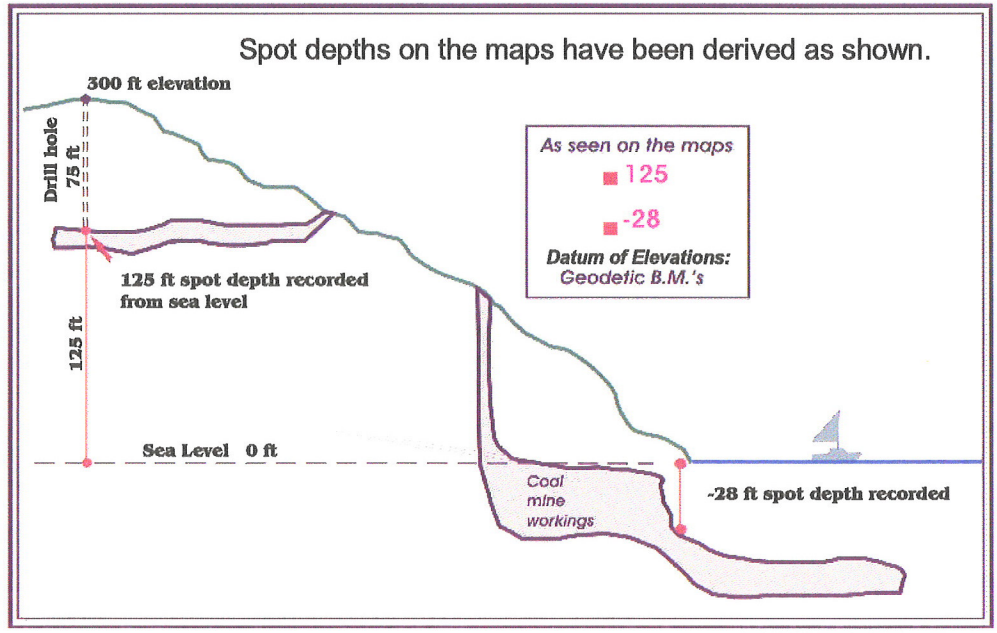 Spot depths on the maps have been derived as shown.
300 ft elevation
Drill hole
75 ft
As seen on the maps
125
-28
Datum of Elevations:
Geodetic B.M.'s
125 ft spot depth recorded
from sea level
125 ft
Sea Level 0 ft
Coal
mine
workings
-28 ft spot depth recorded